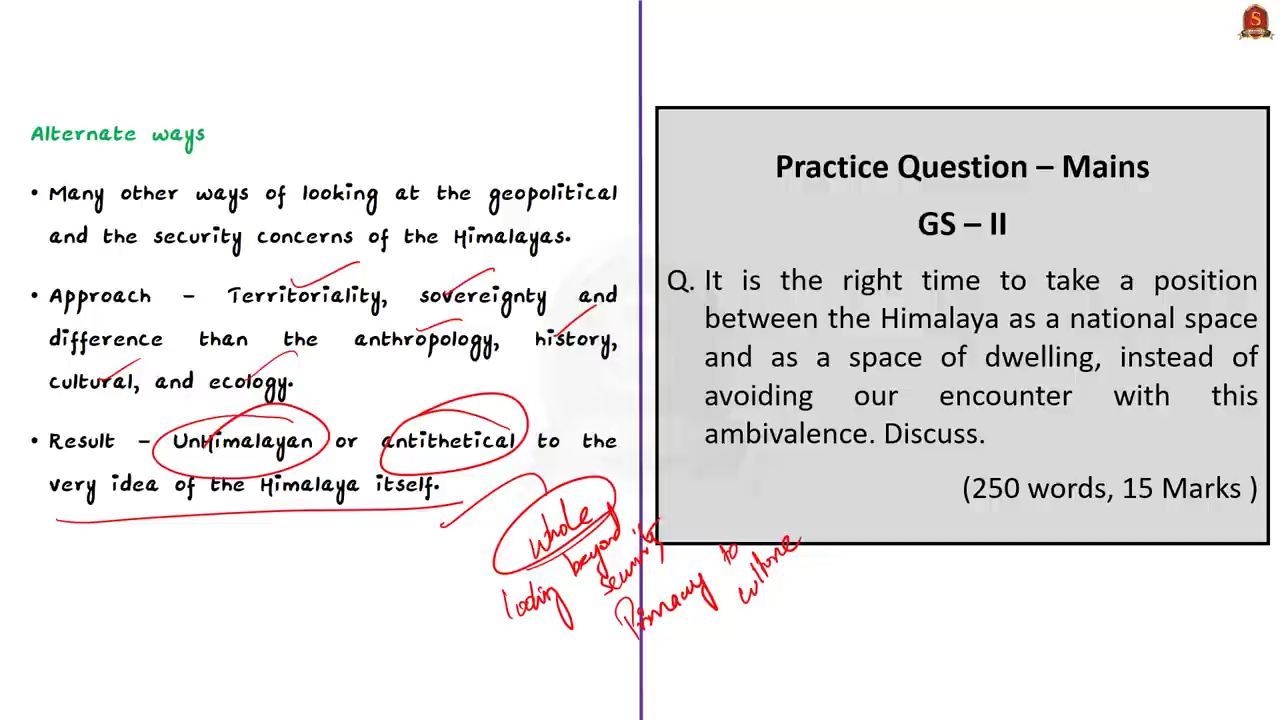 Alternate ways
• Many other ways of looking at the geopolitical
and the security concerns of the Himalayas.
• Approach – Territoriality, sovereignty and
difference than the anthropology, history,
cultural, and ecology.
• Result – UnHimalayan or antithetical to the
very idea of the Himalaya itself.
whole
looking beyond
security
Primacy to
culture
S
Practice Question – Mains
GS – II
Q. It is the right time to take a position
between the Himalaya as a national space
and as a space of dwelling, instead of
avoiding our encounter with this
ambivalence. Discuss.
(250 words, 15 Marks )